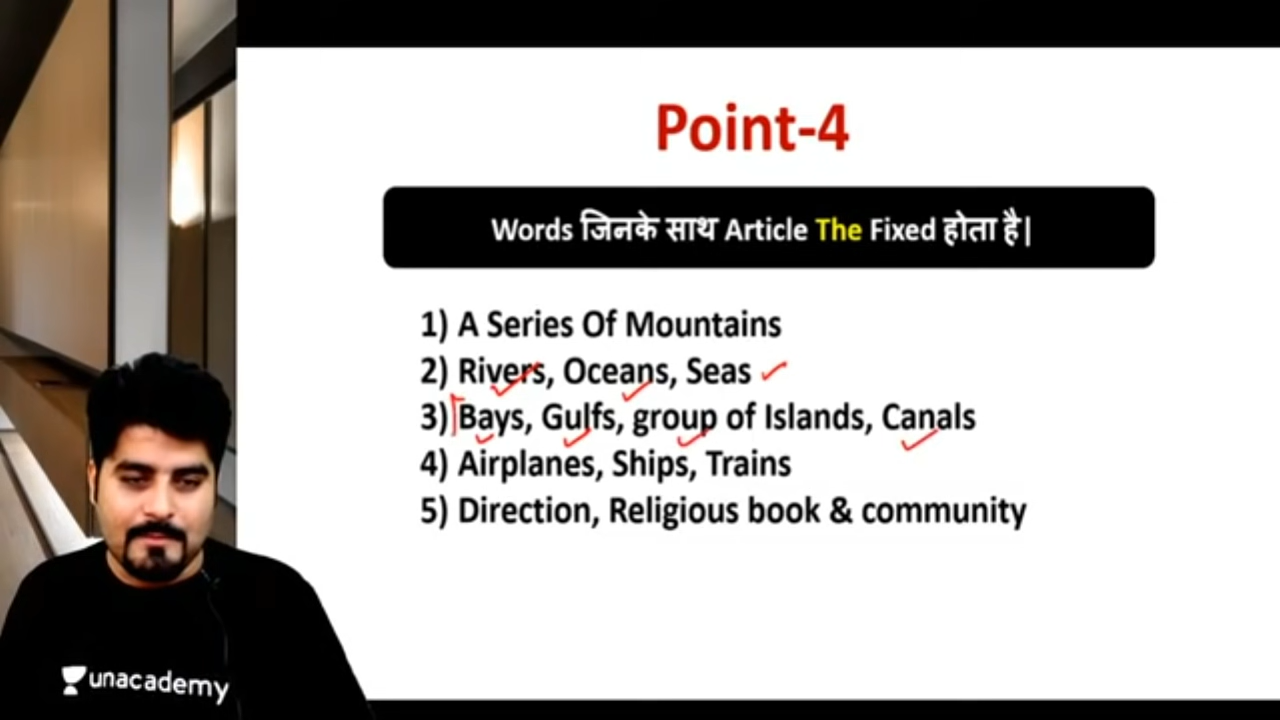 Point-4
Words जिनके साथ Article The Fixed होता है|
1) A Series Of Mountains
2) Rivers, Oceans, Seas
3) Bays, Gulfs, group of Islands, Canals
4) Airplanes, Ships, Trains
5) Direction, Religious book & community
unacademy